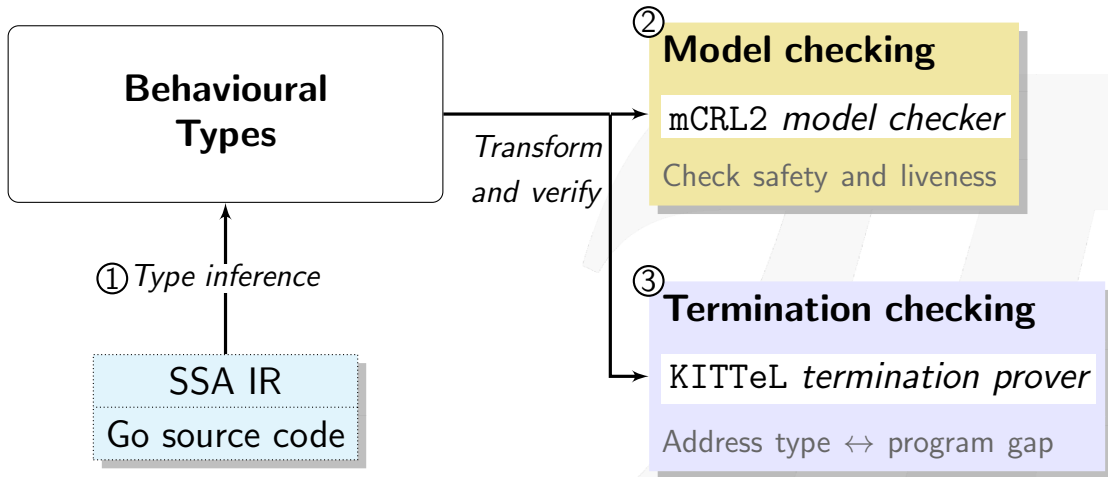 ②
Model checking
Behavioural
Types
mCRL2 model checker
Transform
and verify
Check safety and liveness
① Type inference
③
Termination checking
SSA IR
Go source code
KITTeL termination prover
Address type ↔ program gap